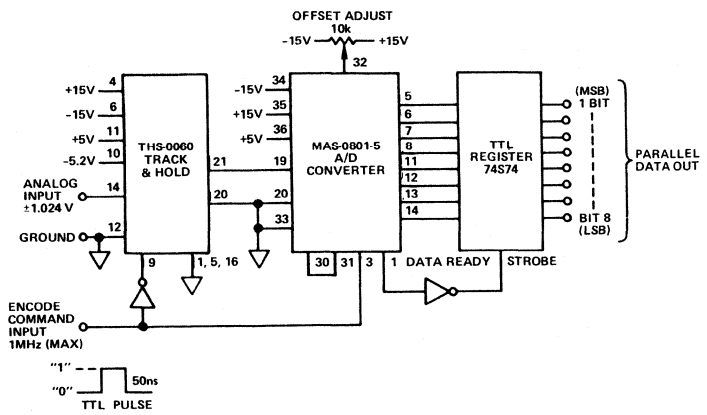 OFFSET ADJUST
10k
–15V
+15V
32
4
+15V
6
–15V
11
+5V
10
–5.2V
THS-0060
TRACK
& HOLD
21
20
ANALOG
INPUT
±1.024 V
14
GROUND
12
9
1, 5, 16
34
–15V
35
+15V
36
+5V
19
20
33
MAS-0801-5
A/D
CONVERTER
5
6
7
8
11
12
13
14
30
31
3
1
DATA READY
STROBE
TTL
REGISTER
74S74
(MSB)
1 BIT
BIT 8
(LSB)
PARALLEL
DATA OUT
ENCODE
COMMAND
INPUT
1MHz (MAX)
"1"
"0"
50ns
TTL PULSE